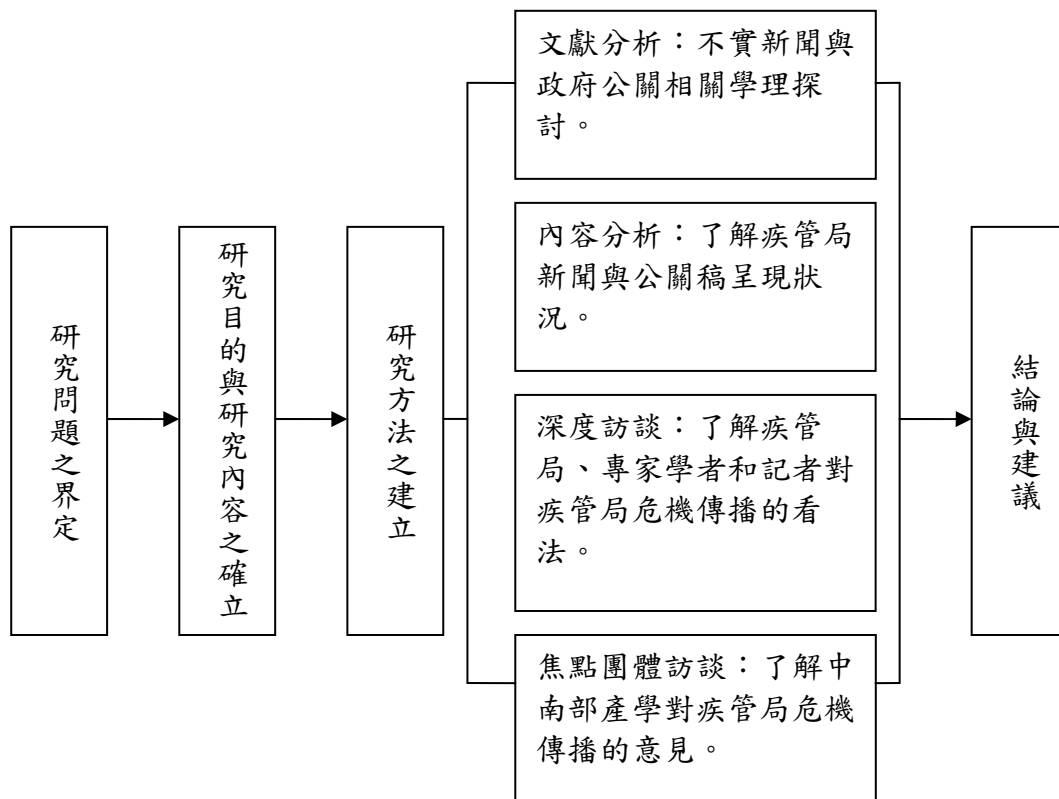 研究問題之界定
研究目的與研究內容之確立
研究方法之建立
文獻分析：不實新聞與
政府公關相關學理探
討。
內容分析：了解疾管局
新聞與公關稿呈現狀
況。
深度訪談：了解疾管
局、專家學者和記者對
疾管局危機傳播的看
法。
焦點團體訪談：了解中
南部產學對疾管局危機
傳播的意見。
結論與建議